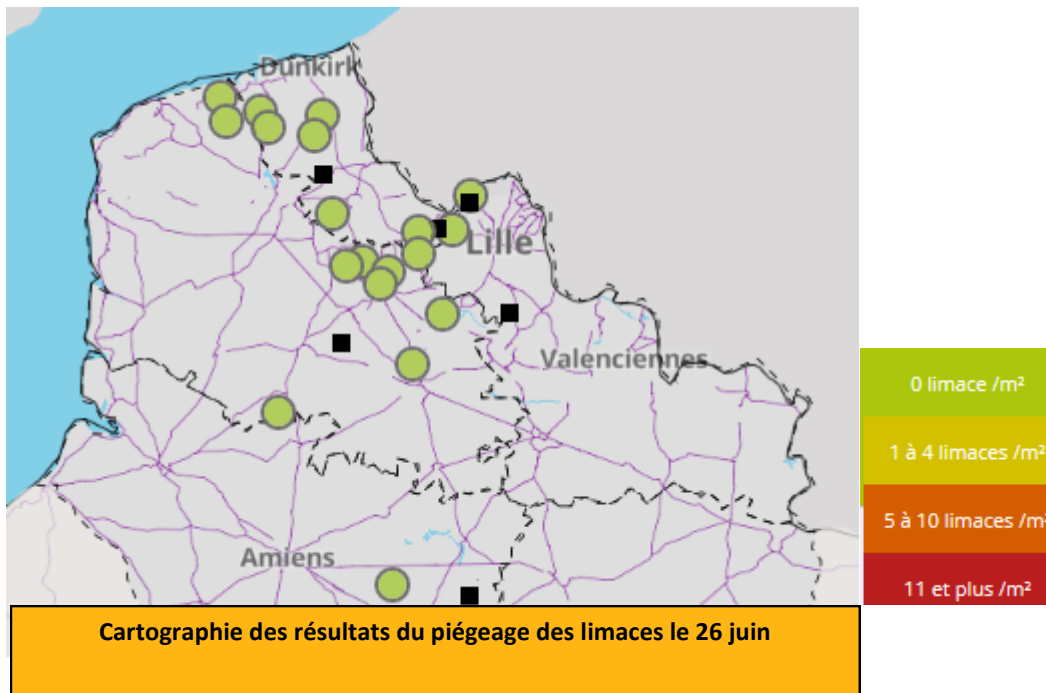 Dunkirk
Lille
Valenciennes
Amiens
0 limace /m²
1 à 4 limaces /m²
5 à 10 limaces /m²
11 et plus /m²
Cartographie des résultats du piégeage des limaces le 26 juin